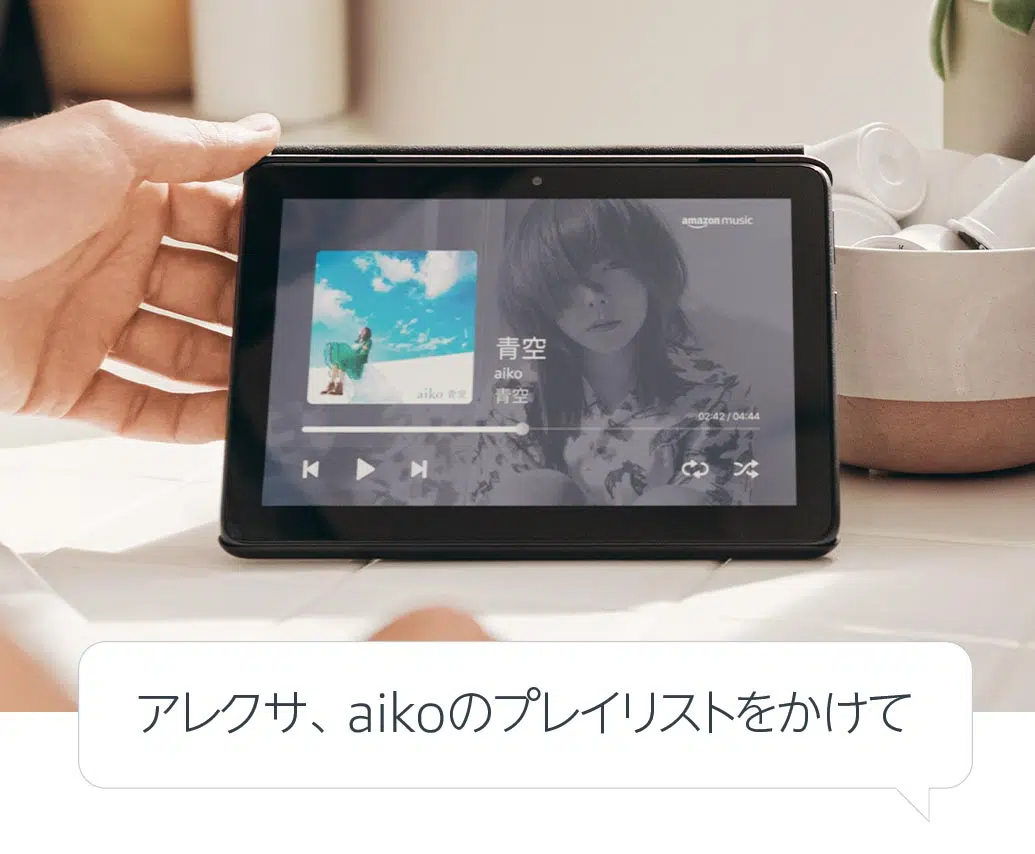 amazon music
aiko 青空
青空
aiko
青空
02:42 / 04:44
アレクサ、aikoのプレイリストをかけて